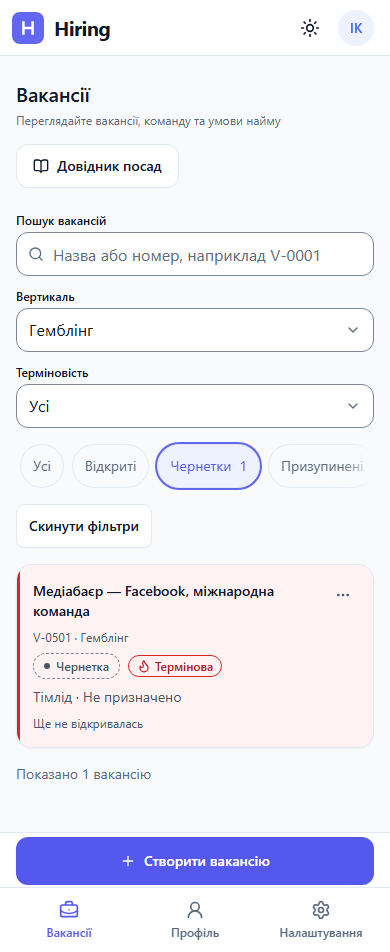 H Hiring ІК
Вакансії
Переглядайте вакансії, команду та умови найму
Довідник посад
Пошук вакансій
Назва або номер, наприклад V-0001
Вертикаль
Гемблінг
Терміновість
Усі
Усі Відкриті Чернетки 1 Призупинені
Скинути фільтри
Медіабаєр — Facebook, міжнародна
команда
V-0501 · Гемблінг
Чернетка Термінова
Тімлід · Не призначено
Ще не відкривалась
Показано 1 вакансію
Створити вакансію
Вакансії Профіль Налаштування